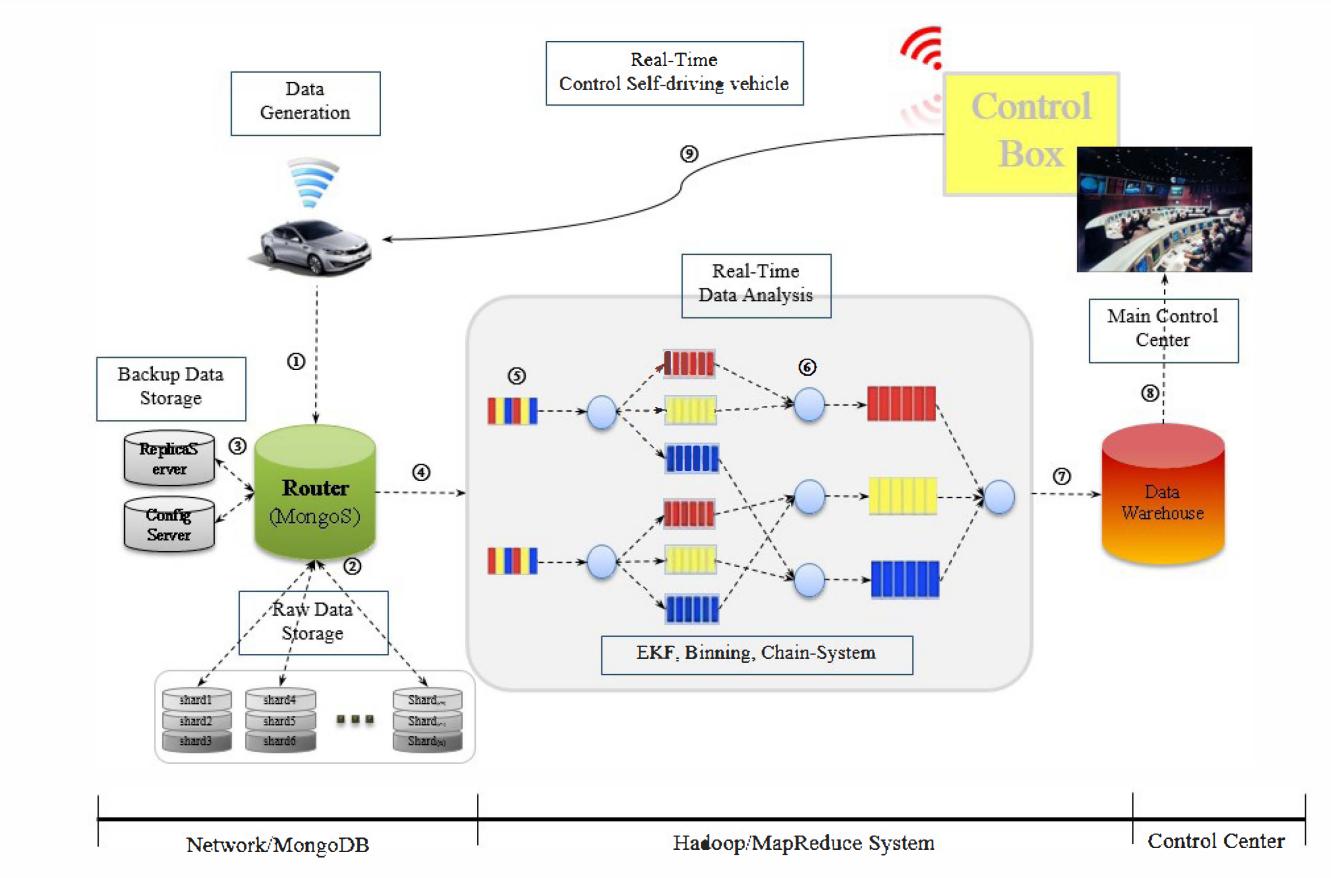 Real-Time
Control Self-driving vehicle
Data
Generation
Control
Box
⑨
Real-Time
Data Analysis
Main Control
Center
①
Backup Data
Storage
⑤
⑥
⑧
ReplicaS
erver
③
Router
(MongoS)
④
⑦
Data
Warehouse
Config
Server
②
Raw Data
Storage
EKF, Binning, Chain-System
shard1
shard4
Shard
shard2
shard5
Shard
shard3
shard6
Shard(N)
Network/MongoDB
Hadoop/MapReduce System
Control Center